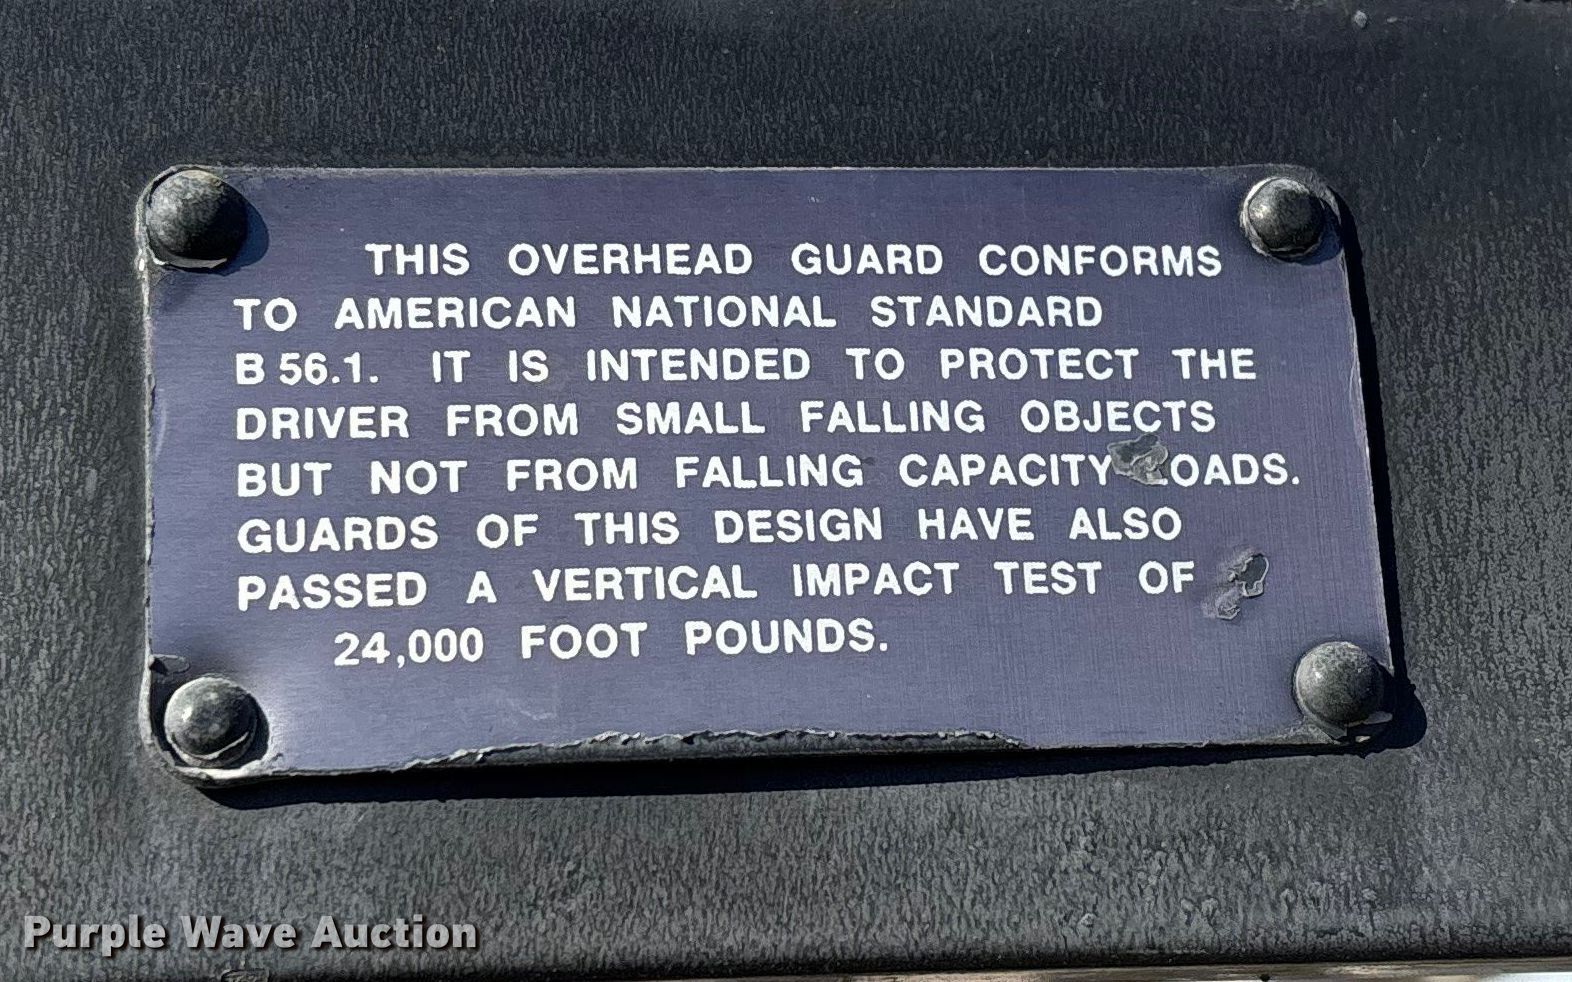 THIS OVERHEAD GUARD CONFORMS
TO AMERICAN NATIONAL STANDARD
B 56.1. IT IS INTENDED TO PROTECT THE
DRIVER FROM SMALL FALLING OBJECTS
BUT NOT FROM FALLING CAPACITY LOADS.
GUARDS OF THIS DESIGN HAVE ALSO
PASSED A VERTICAL IMPACT TEST OF
24,000 FOOT POUNDS.
Purple Wave Auction